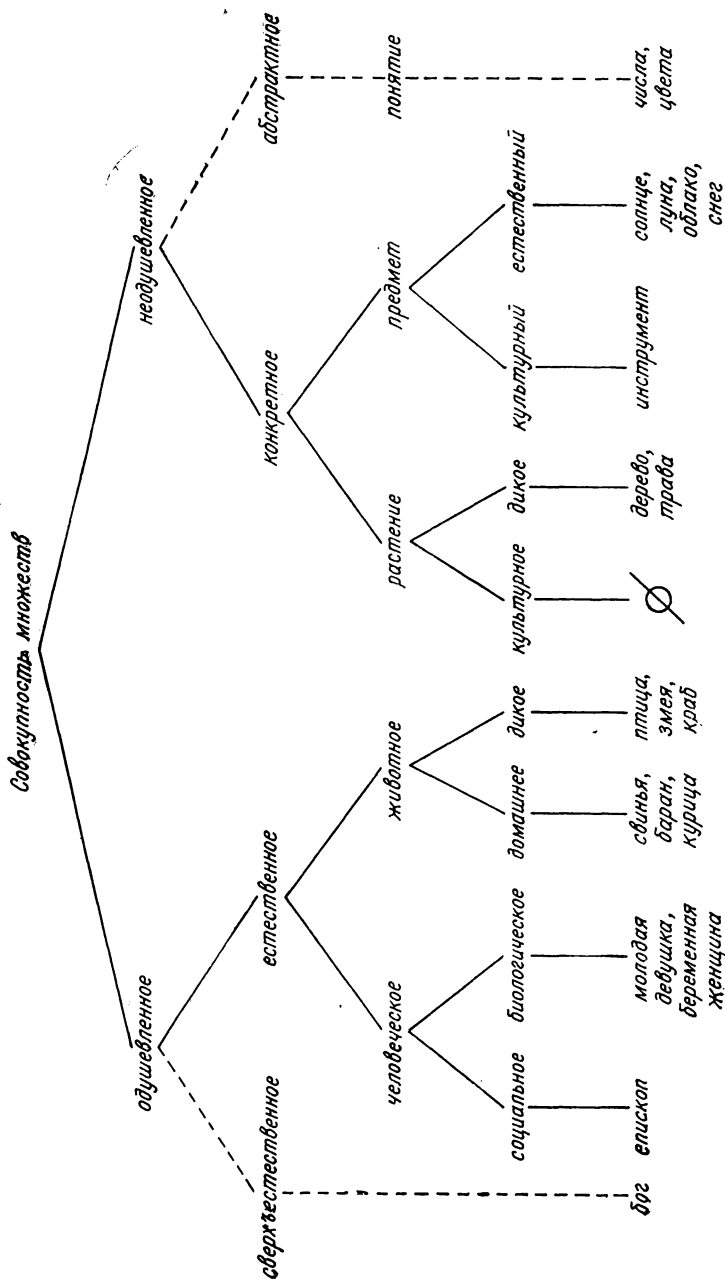 Совокупность множеств
одушевленное
неодушевленное
сверхъестественное
естественное
конкретное
абстрактное
человеческое
животное
растение
предмет
понятие
социальное
биологическое
домашнее
дикое
культурное
дикое
культурный
естественный
бог
епископ
молодая
девушка,
беременная
женщина
свинья,
баран,
курица
птица,
змея,
краб
дерево,
трава
инструмент
солнце,
луна,
облако,
снег
числа,
цвета